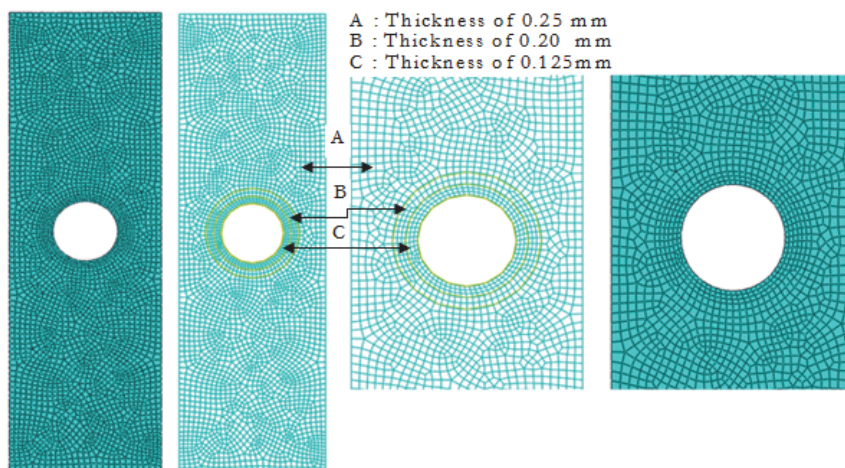 A : Thickness of 0.25 mm
B : Thickness of 0.20 mm
C : Thickness of 0.125mm
A
B
C